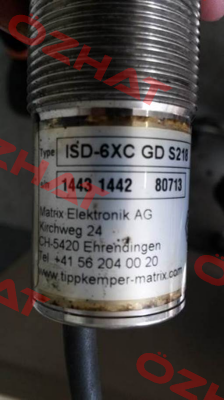 Type ISD-6XC GD S218
s/n 1443 1442 80713
Matrix Elektronik AG
Kirchweg 24
CH-5420 Ehrendingen
Tel +41 56 204 00 20
www.tippkemper-matrix.com
OZHAT
OZHAT
OZHAT
OZHAT